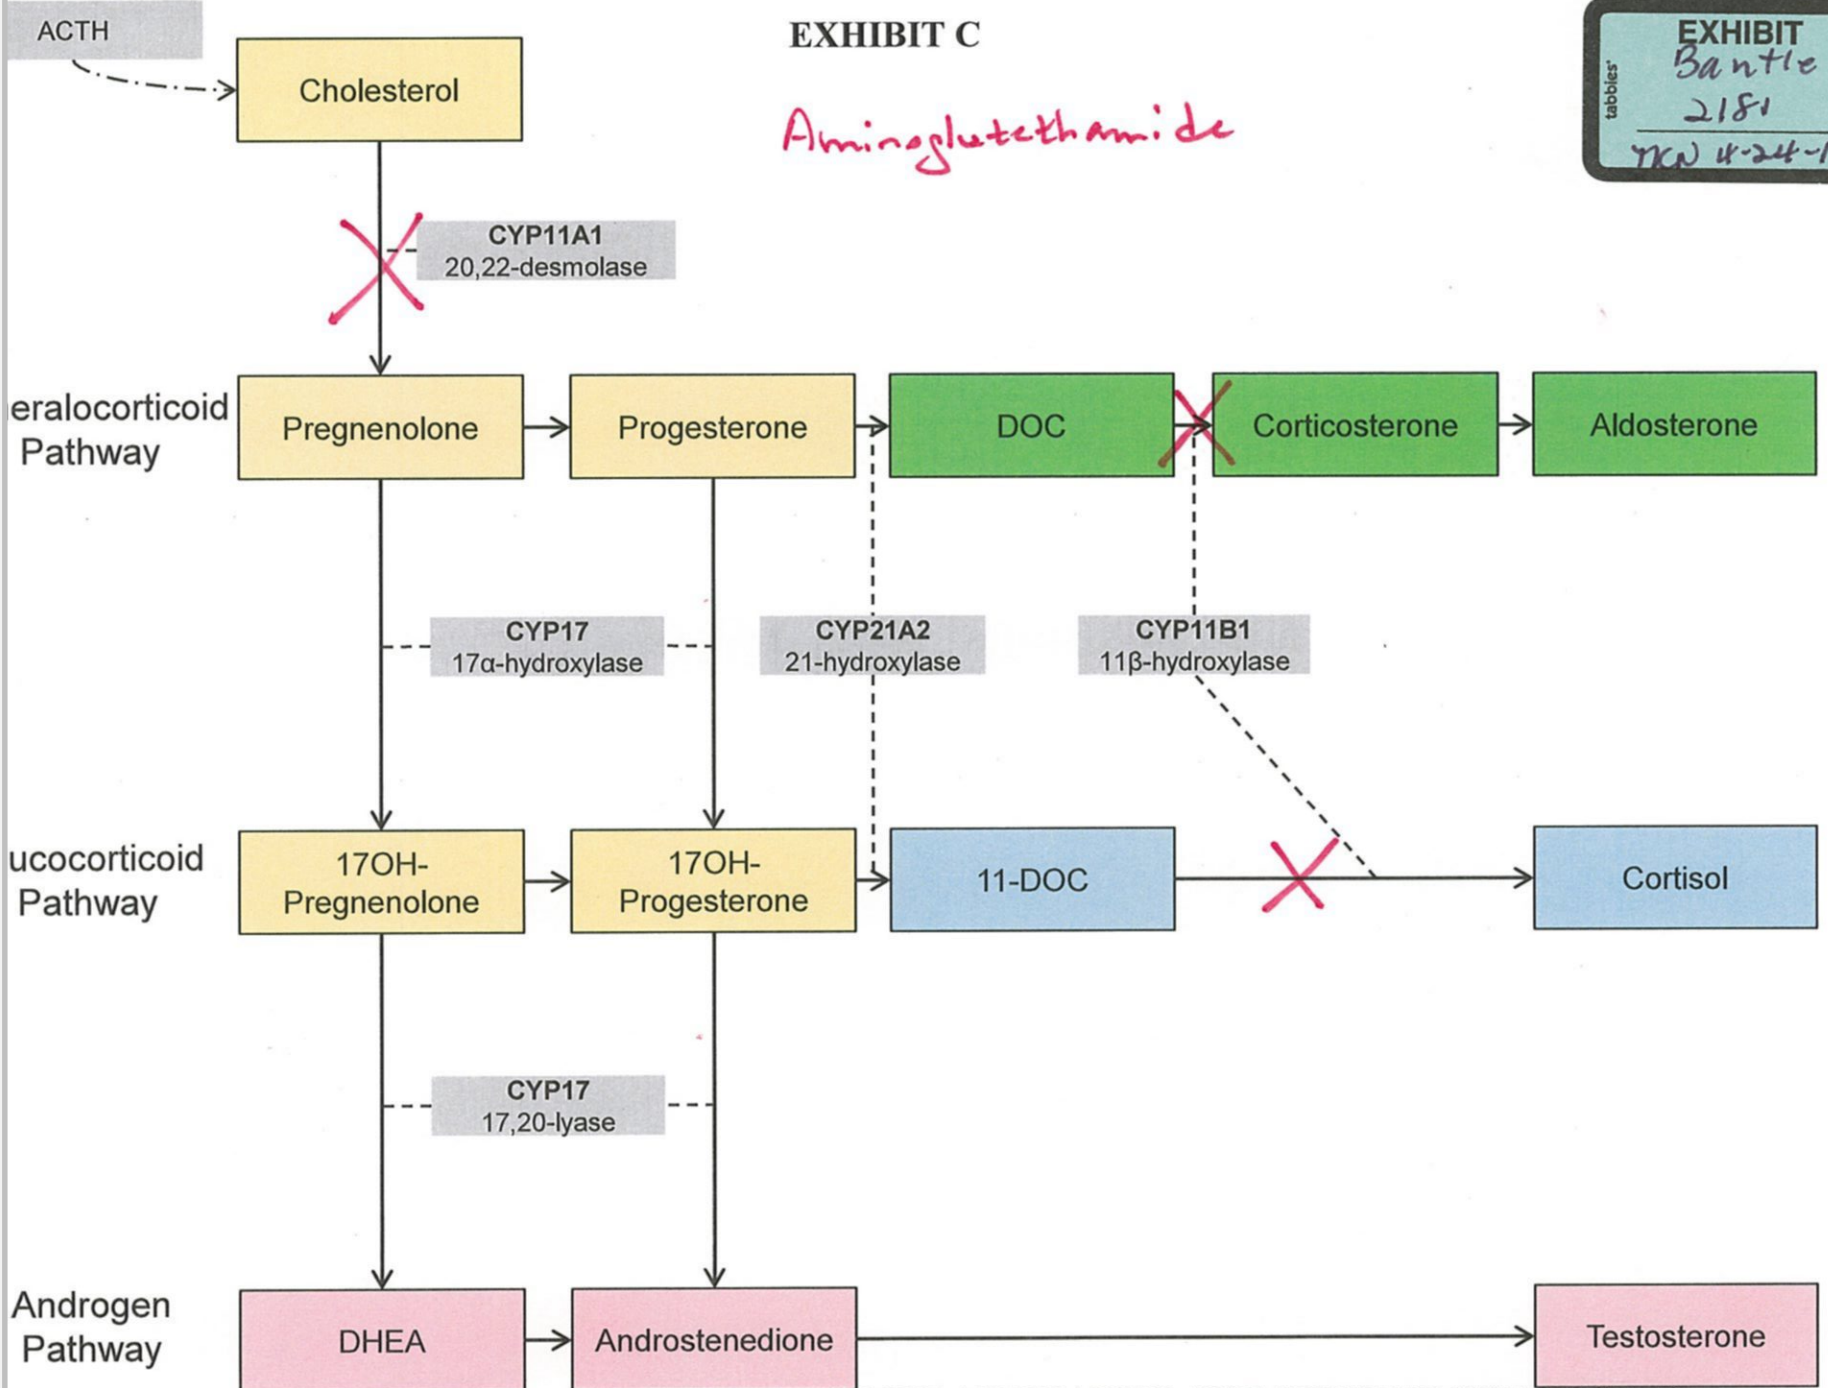 ACTH
EXHIBIT C
EXHIBIT
Bantle
2181
tabbies'
Cholesterol
Aminoglutethamide
CYP11A1
20,22-desmolase
eralocorticoid
Pathway
Pregnenolone
Progesterone
DOC
Corticosterone
Aldosterone
CYP17
17α-hydroxylase
CYP21A2
21-hydroxylase
CYP11B1
11β-hydroxylase
ucocorticoid
Pathway
17OH-
Pregnenolone
17OH-
Progesterone
11-DOC
Cortisol
CYP17
17,20-lyase
Androgen
Pathway
DHEA
Androstenedione
Testosterone